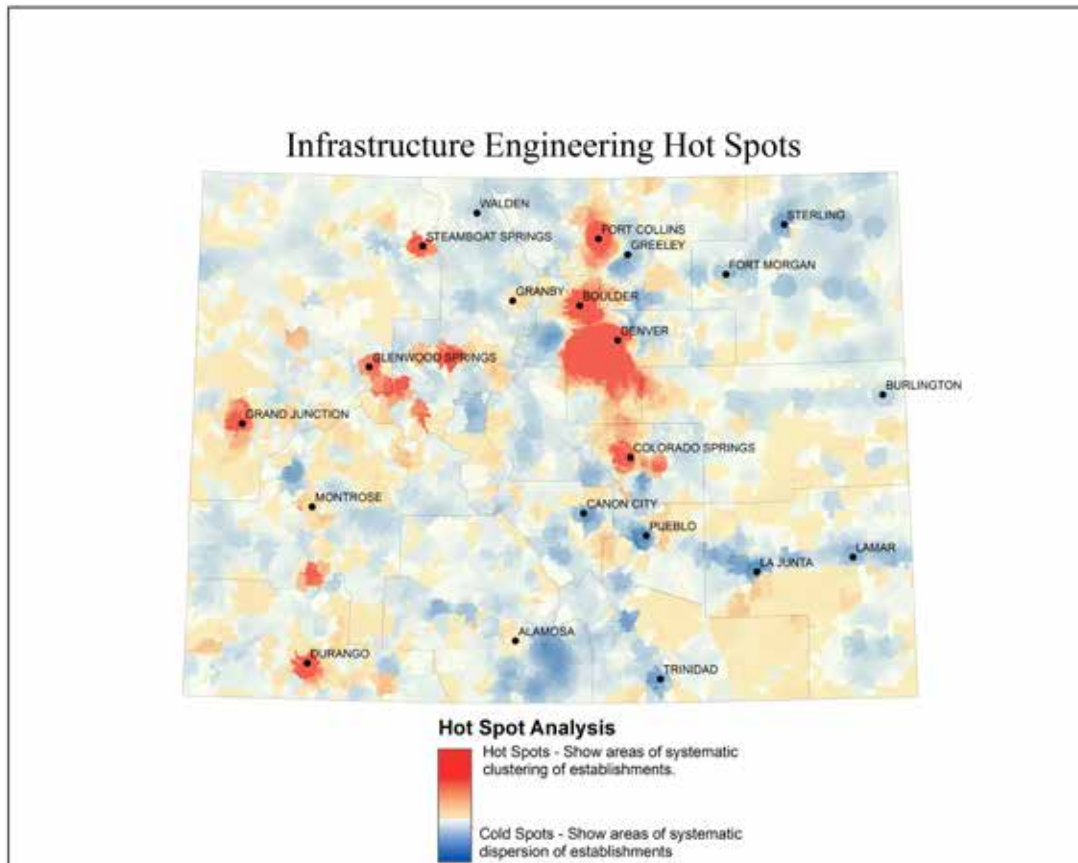 Infrastructure Engineering Hot Spots
WALDEN
STERLING
STEAMBOAT SPRINGS
FORT COLLINS
GREELEY
FORT MORGAN
GRANBY
BOULDER
DENVER
GLENWOOD SPRINGS
BURLINGTON
GRAND JUNCTION
COLORADO SPRINGS
MONTROSE
CANON CITY
PUEBLO
LAMAR
LA JUNTA
ALAMOSA
DURANGO
TRINIDAD
Hot Spot Analysis
Hot Spots - Show areas of systematic
clustering of establishments.
Cold Spots - Show areas of systematic
dispersion of establishments